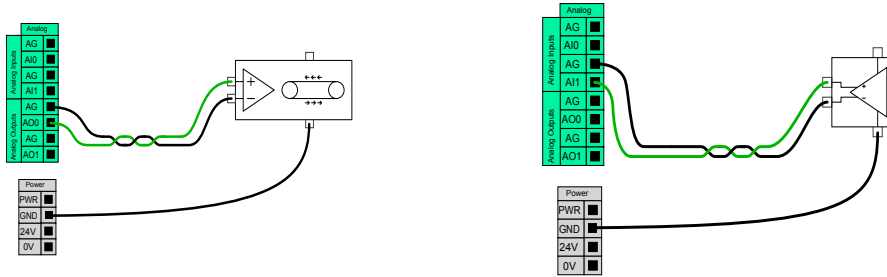 Analog
Analog Inputs
AG
AI0
AG
AI1
Analog Outputs
AG
AO0
AG
AO1
+
−
Power
PWR
GND
24V
0V
Analog
Analog Inputs
AG
AI0
AG
AI1
Analog Outputs
AG
AO0
AG
AO1
+
−
Power
PWR
GND
24V
0V